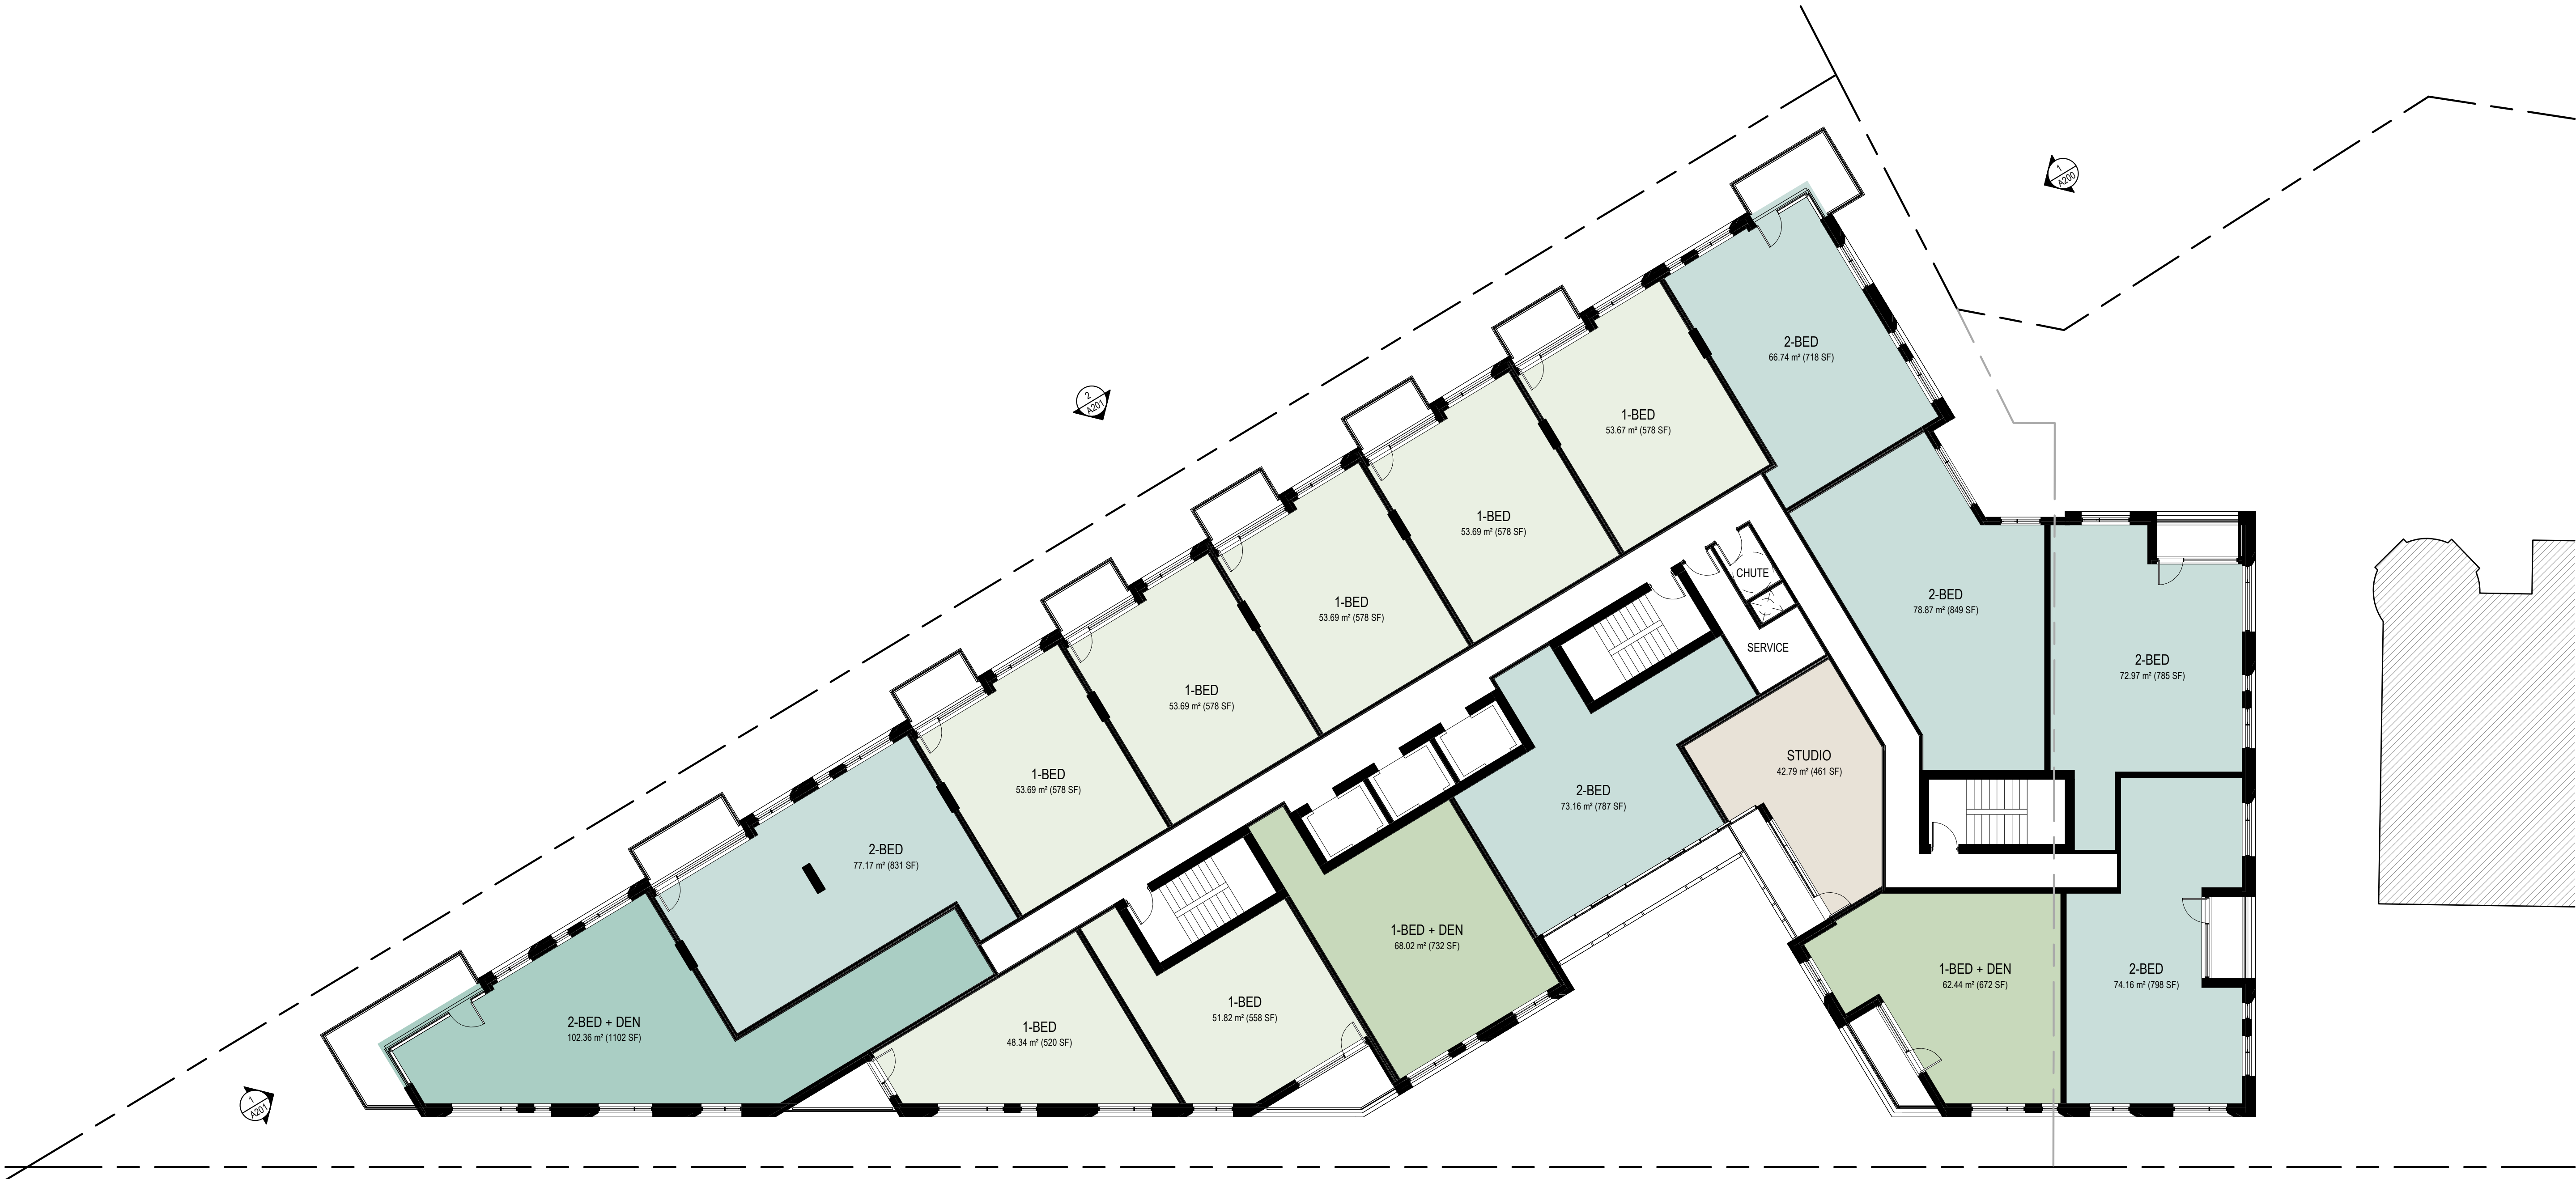 1
A200
2-BED
66.74 m² (718 SF)
2
A201
1-BED
53.67 m² (578 SF)
1-BED
53.69 m² (578 SF)
CHUTE
2-BED
78.87 m² (849 SF)
1-BED
53.69 m² (578 SF)
SERVICE
2-BED
72.97 m² (785 SF)
1-BED
53.69 m² (578 SF)
STUDIO
42.79 m² (461 SF)
1-BED
53.69 m² (578 SF)
2-BED
73.16 m² (787 SF)
2-BED
77.17 m² (831 SF)
1-BED + DEN
68.02 m² (732 SF)
1-BED + DEN
62.44 m² (672 SF)
2-BED
74.16 m² (798 SF)
1-BED
51.82 m² (558 SF)
2-BED + DEN
102.36 m² (1102 SF)
1-BED
48.34 m² (520 SF)
1
A201